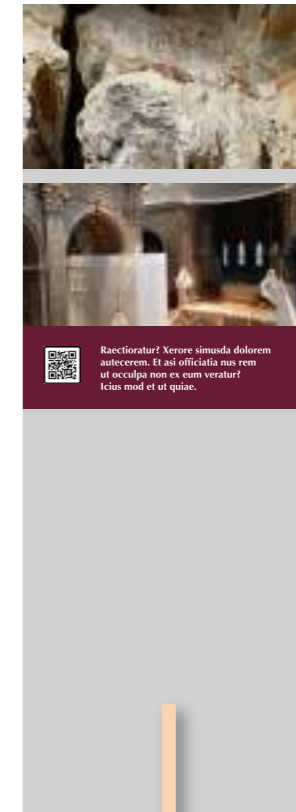 Raectioratur? Xerore simusda dolorem
autecerem. Et asi officiatia nus rem
ut occulpa non ex eum veratur?
Icius mod et ut quiae.